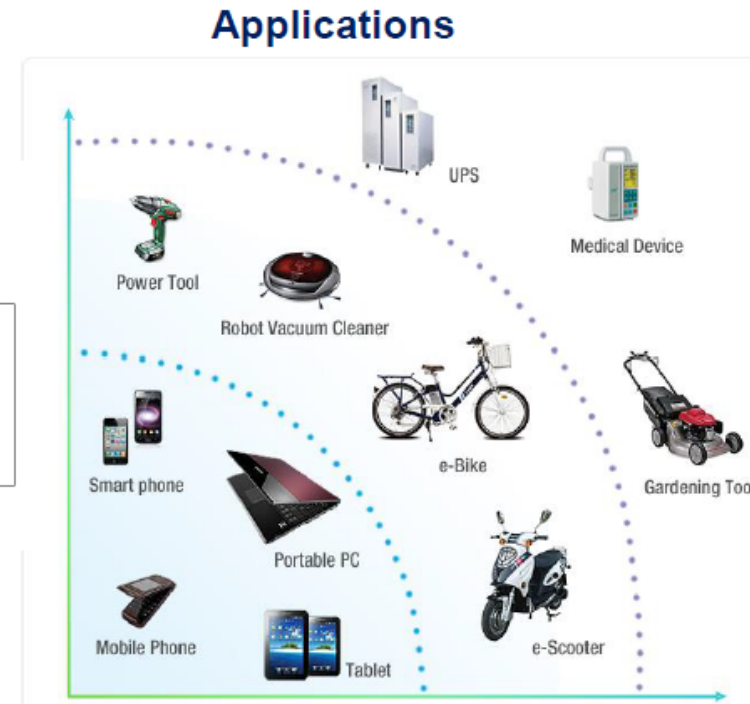 Applications
UPS
Medical Device
Power Tool
Robot Vacuum Cleaner
e-Bike
Smart phone
Gardening Too
Portable PC
Mobile Phone
e-Scooter
Tablet